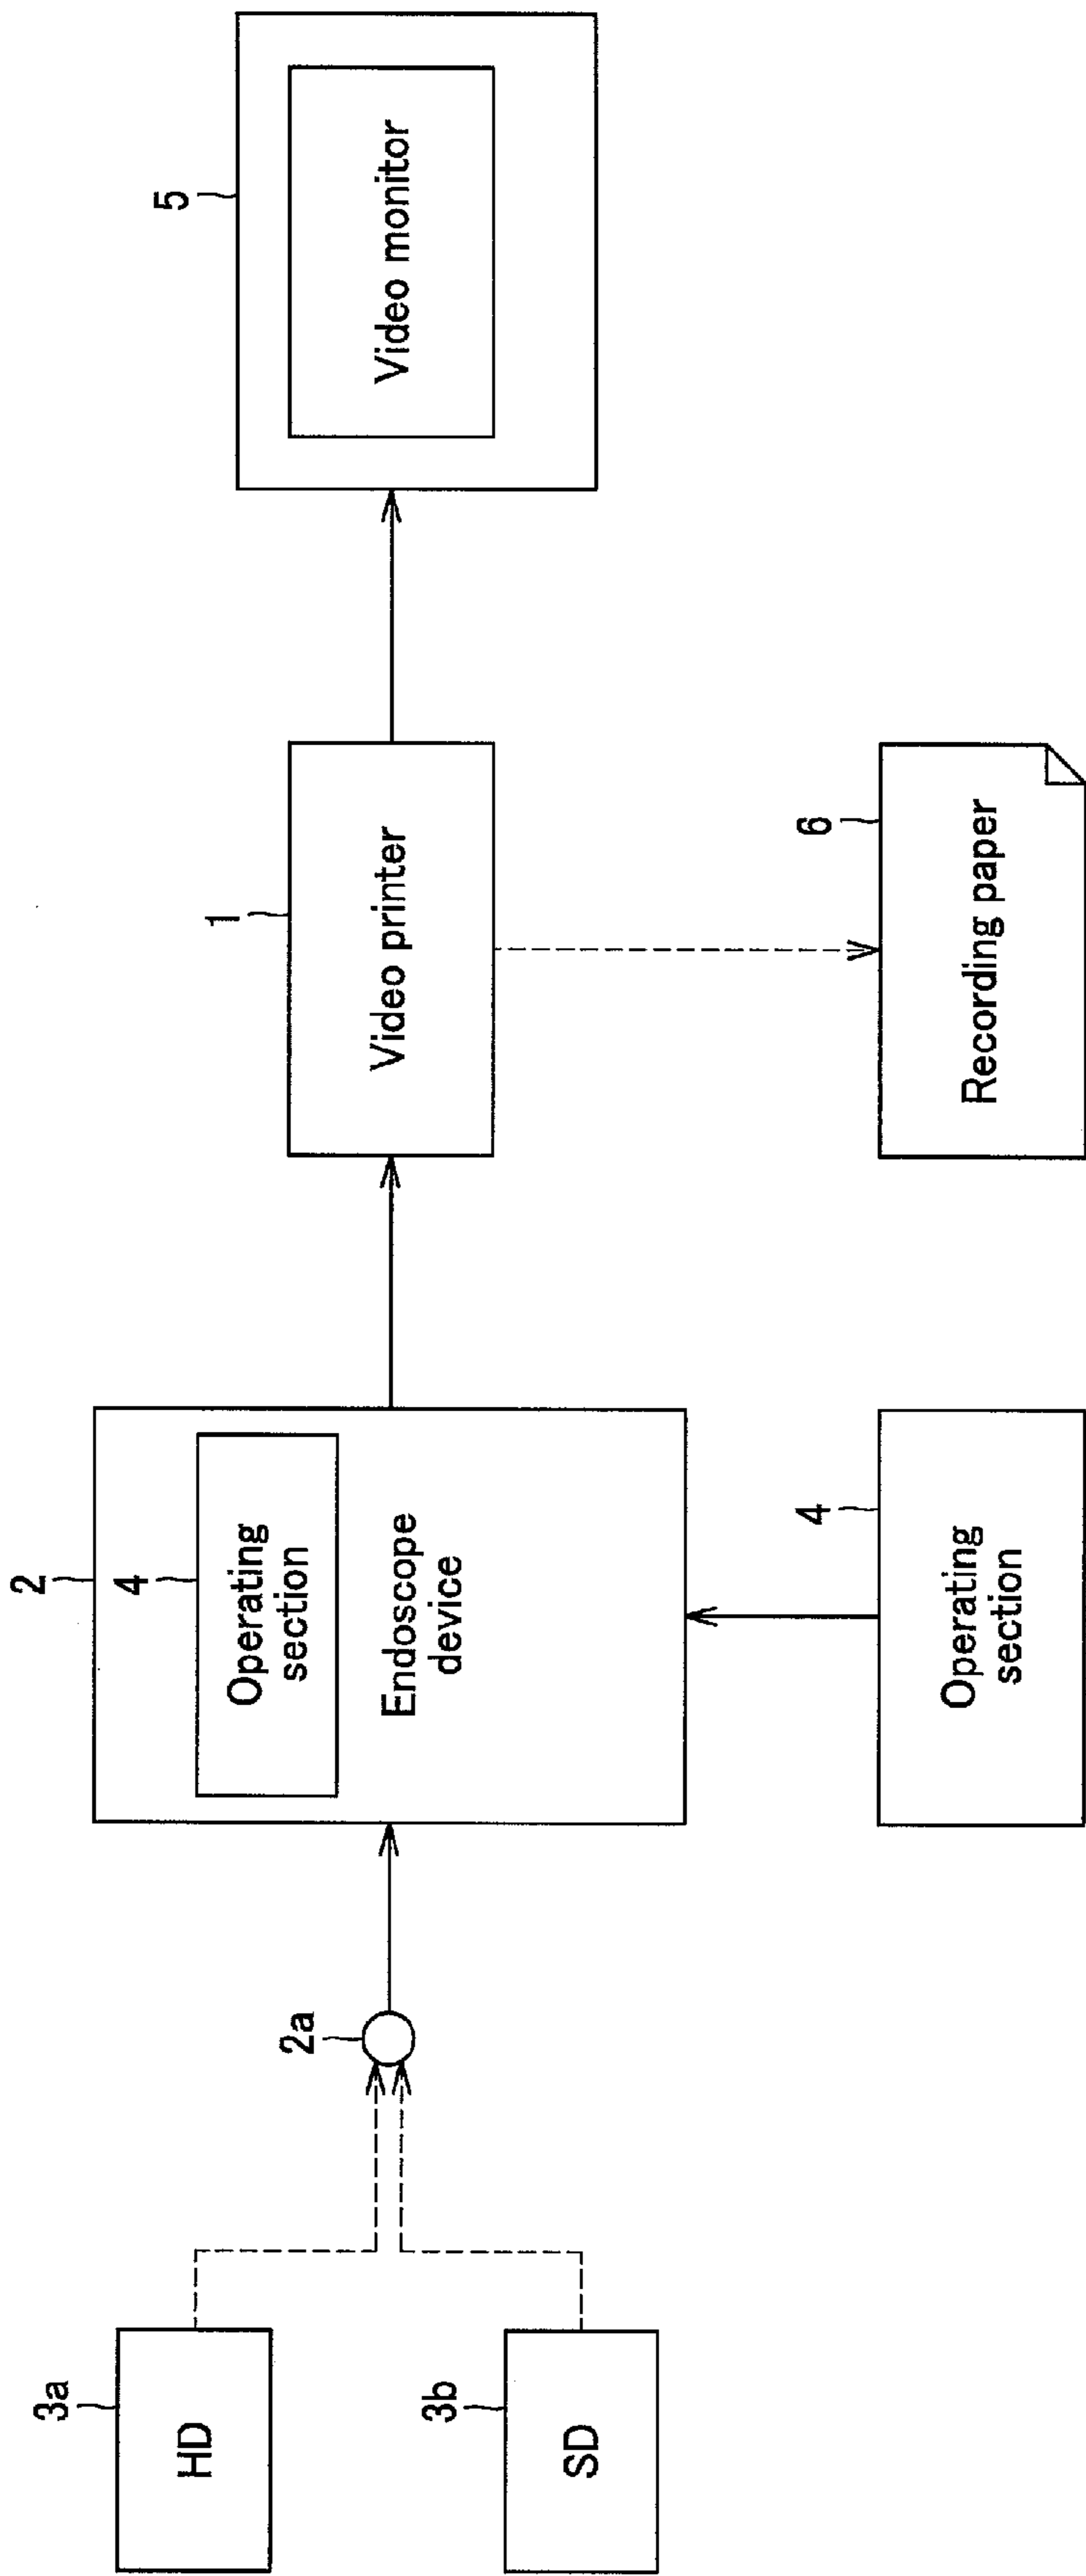 3a
HD
3b
SD
2a
2
4
Operating
section
Endoscope
device
4
Operating
section
1
Video printer
6
Recording paper
5
Video monitor